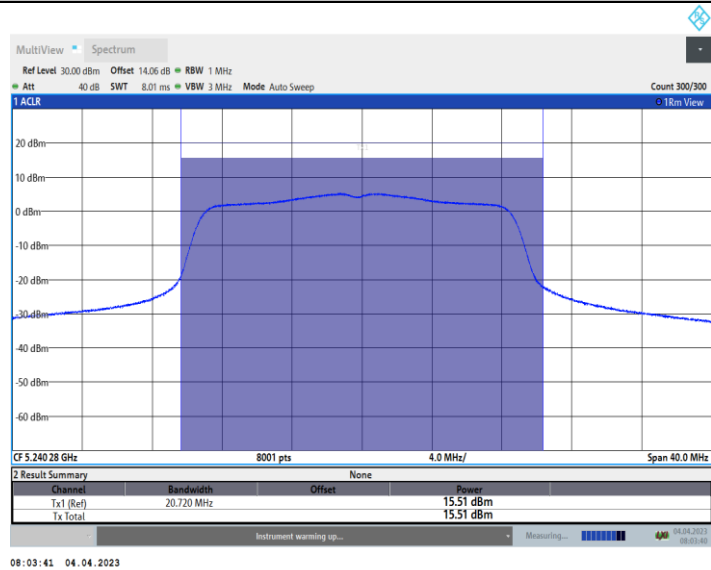 MultiView Spectrum
Ref Level 30.00 dBm Offset 14.06 dB RBW 1 MHz
Att 40 dB SWT 8.01 ms VBW 3 MHz Mode Auto Sweep Count 300/300
1 ACLR 1Rm View
20 dBm
10 dBm
0 dBm
-10 dBm
-20 dBm
-30 dBm
-40 dBm
-50 dBm
-60 dBm
CF 5.240 28 GHz 8001 pts 4.0 MHz/ Span 40.0 MHz
2 Result Summary None
Channel Bandwidth Offset Power
Tx1 (Ref) 20.720 MHz 15.51 dBm
Tx Total 15.51 dBm
Instrument warming up... Measuring... 04.04.2023
08:03:40
08:03:41 04.04.2023